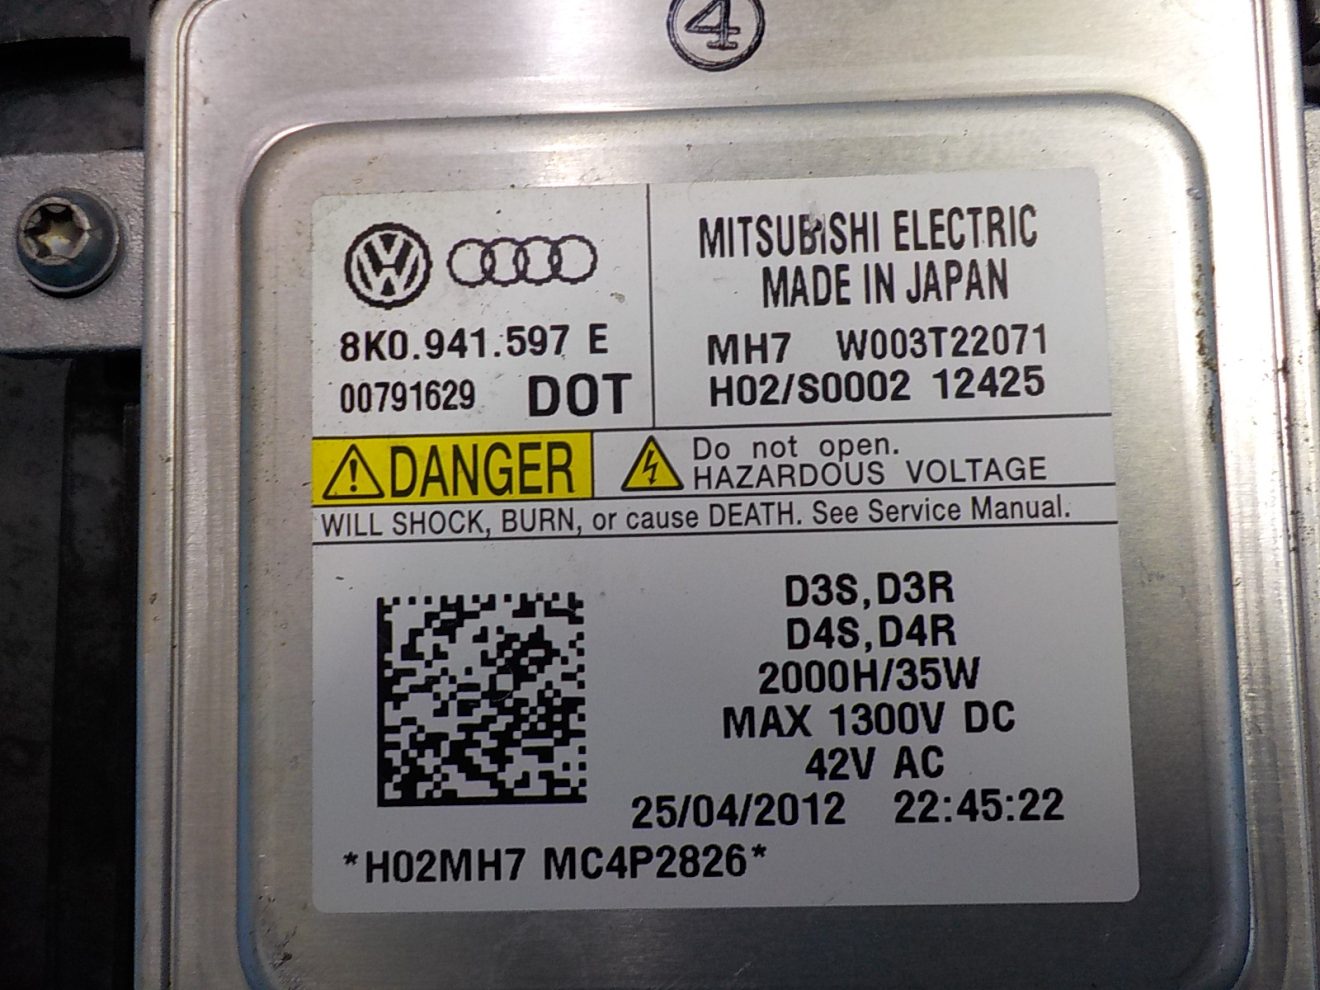 4
8K0.941.597 E
00791629 DOT
MITSUBISHI ELECTRIC
MADE IN JAPAN
MH7 W003T22071
H02/S0002 12425
DANGER
Do not open.
HAZARDOUS VOLTAGE
WILL SHOCK, BURN, or cause DEATH. See Service Manual.
D3S, D3R
D4S, D4R
2000H/35W
MAX 1300V DC
42V AC
25/04/2012 22:45:22
*H02MH7 MC4P2826*